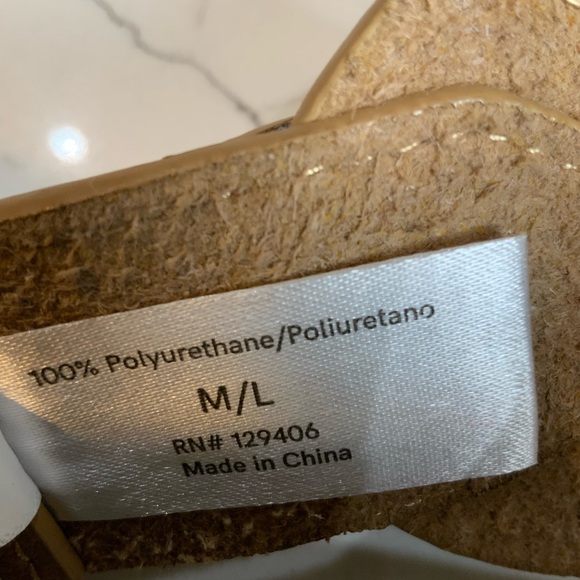 100% Polyurethane/Poliuretano
M/L
RN# 129406
Made in China